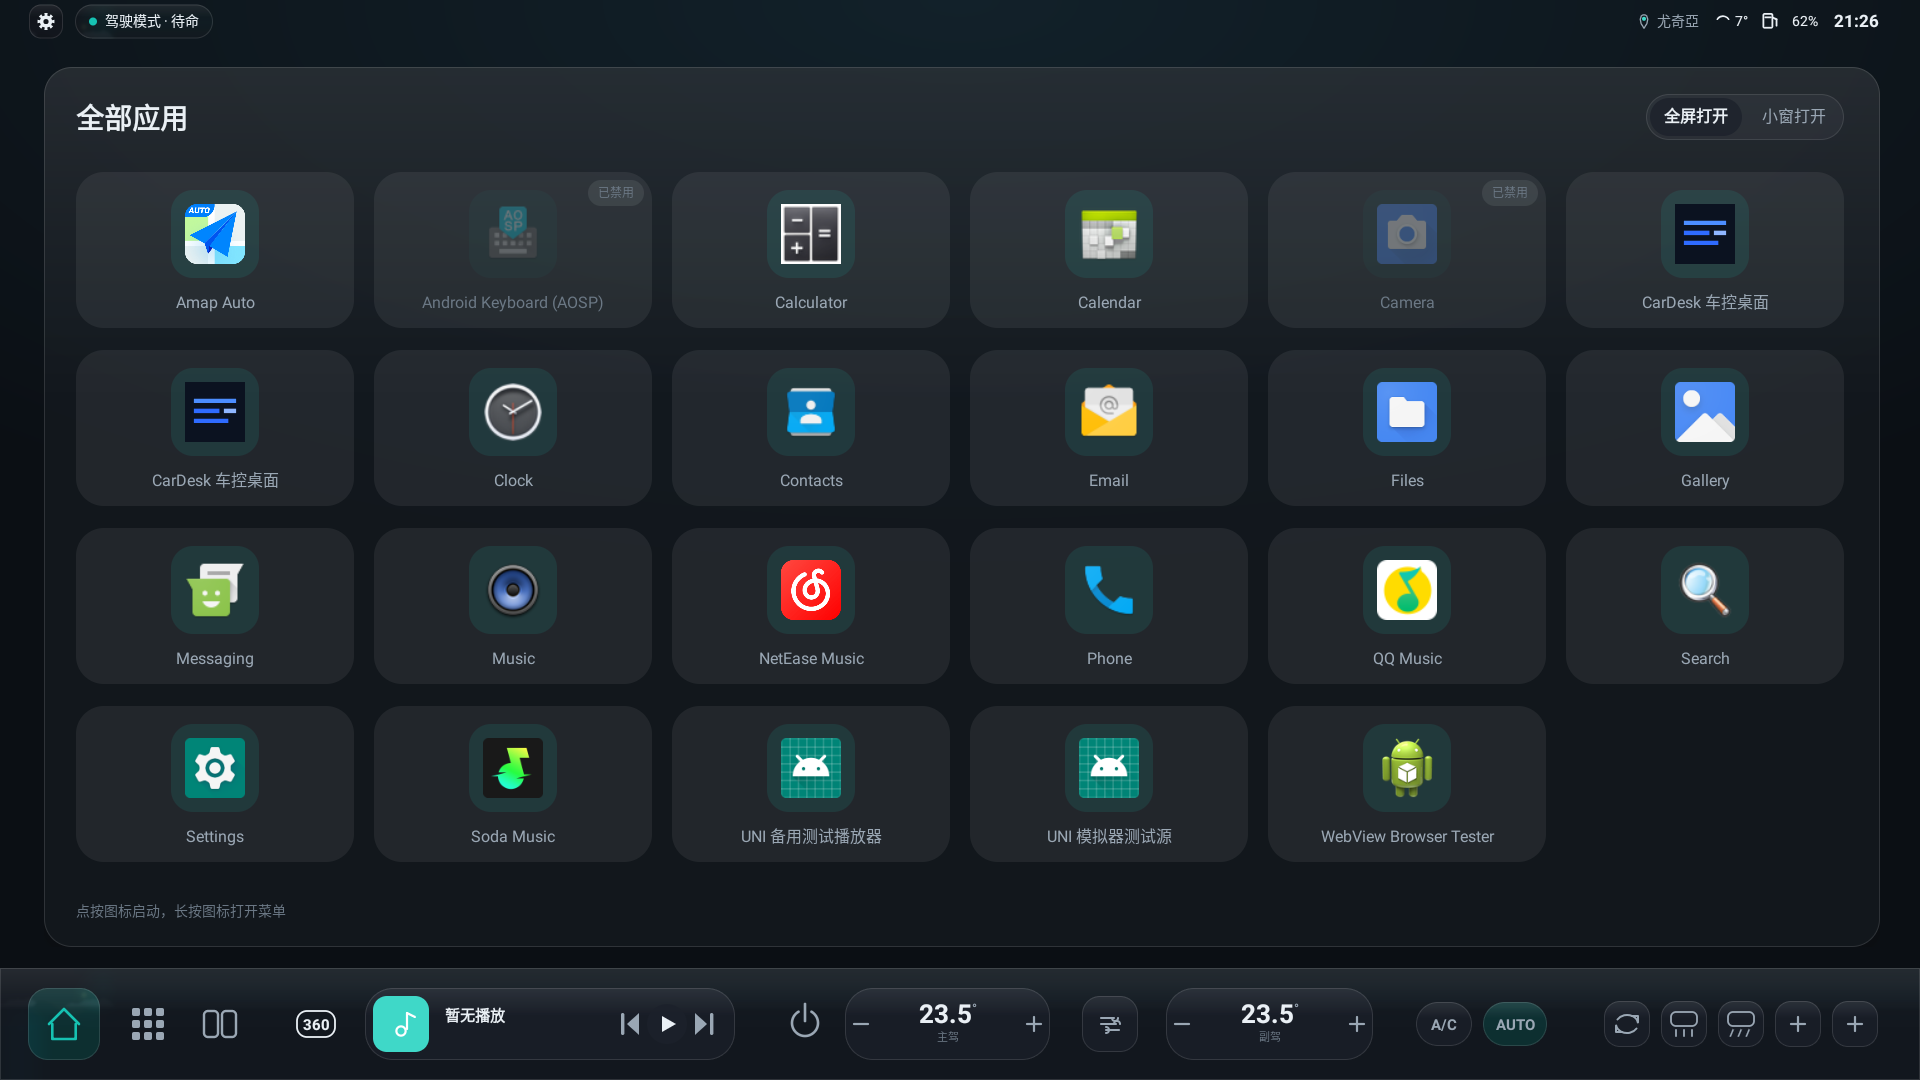 驾驶模式 · 待命
尤奇亞 7° 62% 21:26
全部应用
全屏打开 小窗打开
AUTO
Amap Auto
已禁用
AO
SP
Android Keyboard (AOSP)
Calculator
Calendar
已禁用
Camera
CarDesk 车控桌面
CarDesk 车控桌面
Clock
Contacts
Email
Files
Gallery
Messaging
Music
NetEase Music
Phone
QQ Music
Search
Settings
Soda Music
UNI 备用测试播放器
UNI 模拟器测试源
WebView Browser Tester
点按图标启动，长按图标打开菜单
360
暂无播放
23.5°
主驾
23.5°
副驾
A/C
AUTO